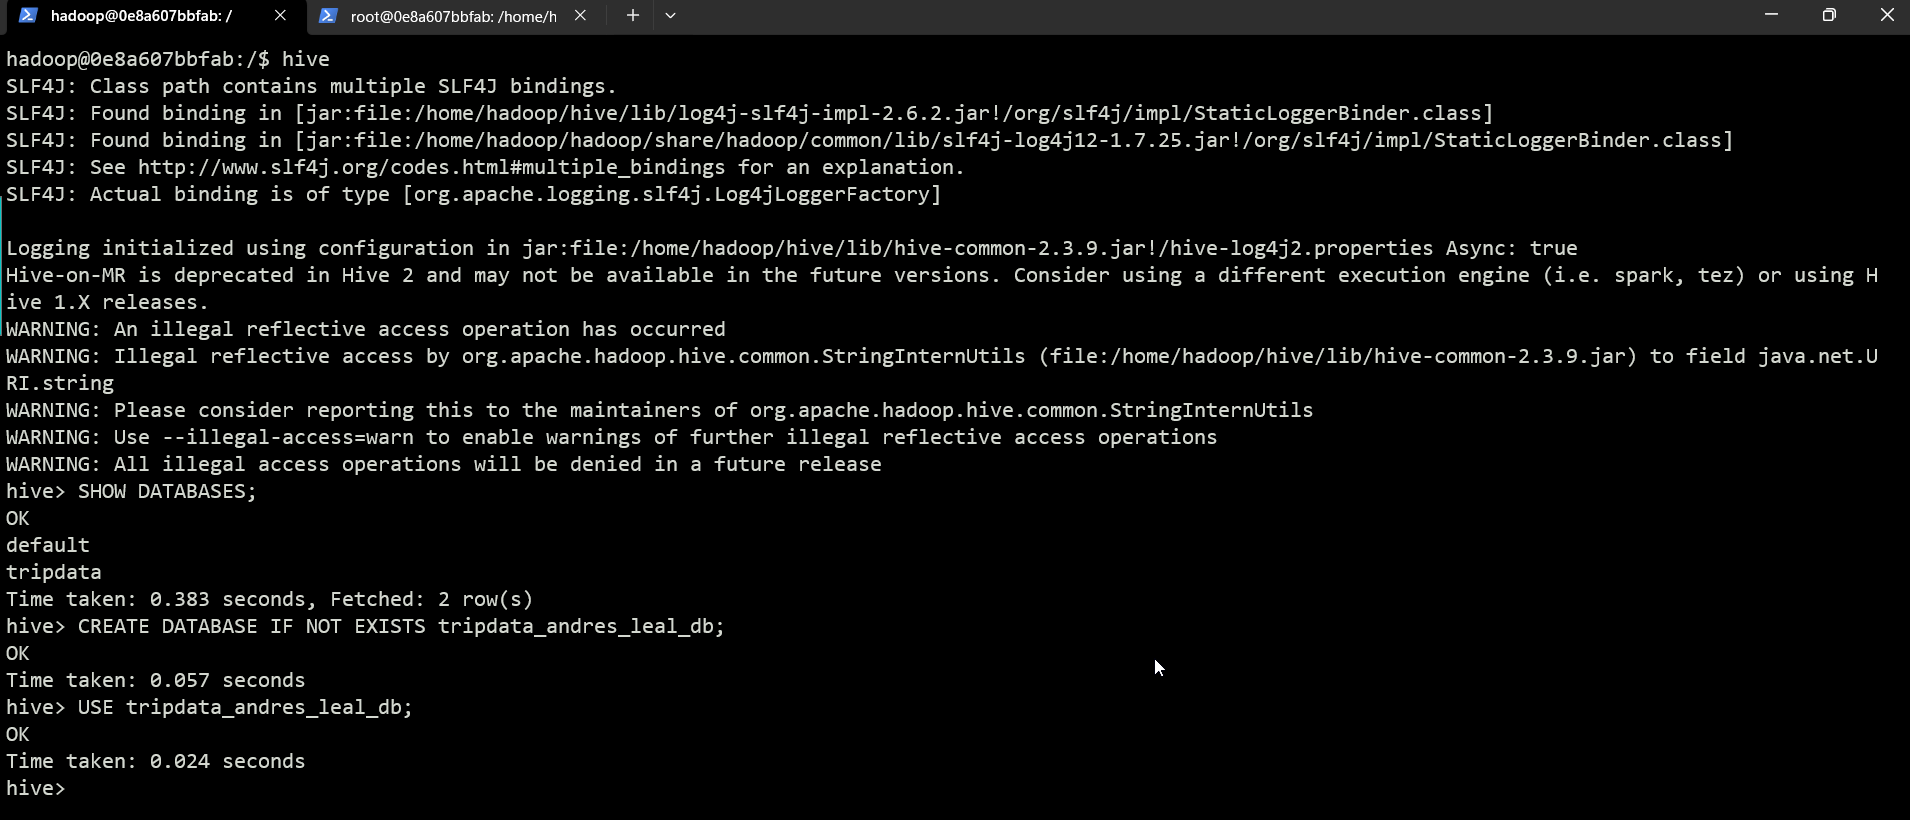 hadoop@0e8a607bbfab: /
root@0e8a607bbfab: /home/h
hadoop@0e8a607bbfab:/$ hive
SLF4J: Class path contains multiple SLF4J bindings.
SLF4J: Found binding in [jar:file:/home/hadoop/hive/lib/log4j-slf4j-impl-2.6.2.jar!/org/slf4j/impl/StaticLoggerBinder.class]
SLF4J: Found binding in [jar:file:/home/hadoop/hadoop/share/hadoop/common/lib/slf4j-log4j12-1.7.25.jar!/org/slf4j/impl/StaticLoggerBinder.class]
SLF4J: See http://www.slf4j.org/codes.html#multiple_bindings for an explanation.
SLF4J: Actual binding is of type [org.apache.logging.slf4j.Log4jLoggerFactory]
Logging initialized using configuration in jar:file:/home/hadoop/hive/lib/hive-common-2.3.9.jar!/hive-log4j2.properties Async: true
Hive-on-MR is deprecated in Hive 2 and may not be available in the future versions. Consider using a different execution engine (i.e. spark, tez) or using H
ive 1.X releases.
WARNING: An illegal reflective access operation has occurred
WARNING: Illegal reflective access by org.apache.hadoop.hive.common.StringInternUtils (file:/home/hadoop/hive/lib/hive-common-2.3.9.jar) to field java.net.U
RI.string
WARNING: Please consider reporting this to the maintainers of org.apache.hadoop.hive.common.StringInternUtils
WARNING: Use --illegal-access=warn to enable warnings of further illegal reflective access operations
WARNING: All illegal access operations will be denied in a future release
hive> SHOW DATABASES;
OK
default
tripdata
Time taken: 0.383 seconds, Fetched: 2 row(s)
hive> CREATE DATABASE IF NOT EXISTS tripdata_andres_leal_db;
OK
Time taken: 0.057 seconds
hive> USE tripdata_andres_leal_db;
OK
Time taken: 0.024 seconds
hive>